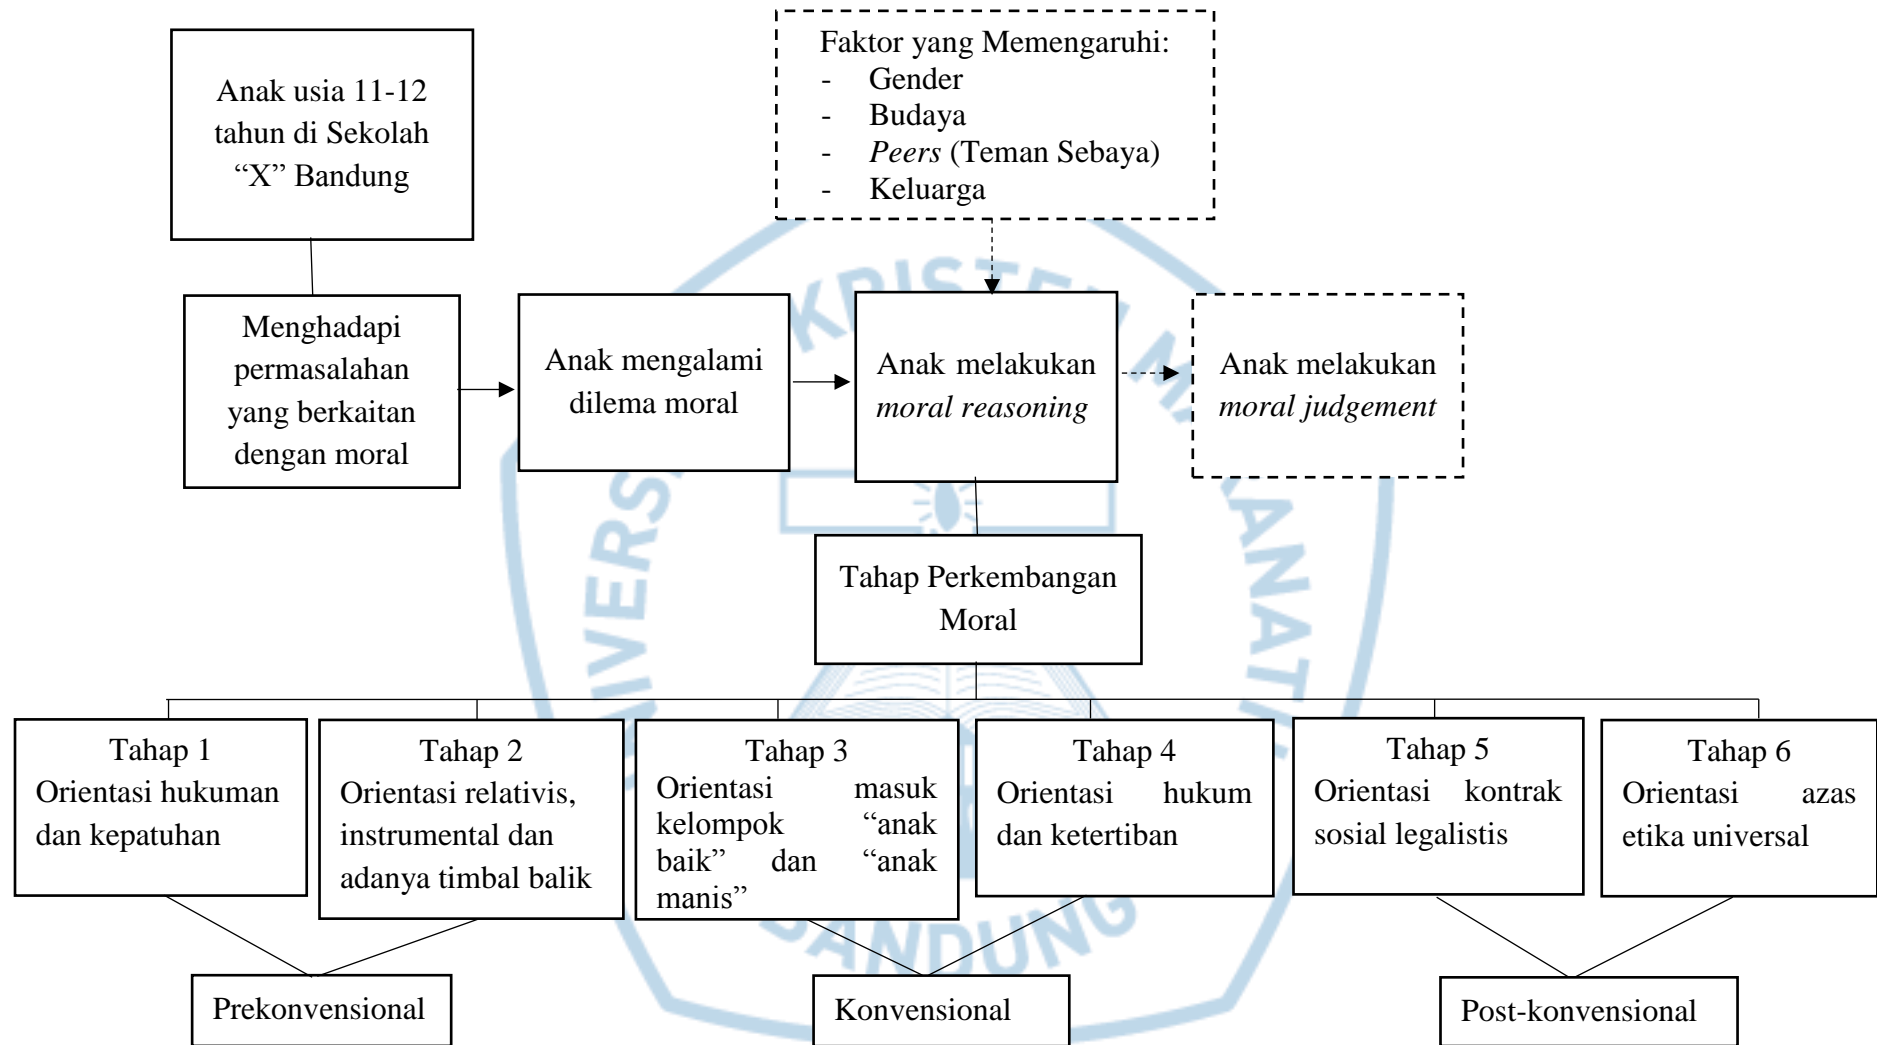 Anak usia 11-12
tahun di Sekolah
“X” Bandung
Faktor yang Memengaruhi:
- Gender
- Budaya
- Peers (Teman Sebaya)
- Keluarga
Menghadapi
permasalahan
yang berkaitan
dengan moral
Anak mengalami
dilema moral
Anak melakukan
moral reasoning
Anak melakukan
moral judgement
Tahap Perkembangan
Moral
Tahap 1
Orientasi hukuman
dan kepatuhan
Tahap 2
Orientasi relativis,
instrumental dan
adanya timbal balik
Tahap 3
Orientasi masuk
kelompok “anak
baik” dan “anak
manis”
Tahap 4
Orientasi hukum
dan ketertiban
Tahap 5
Orientasi kontrak
sosial legalistis
Tahap 6
Orientasi azas
etika universal
Prekonvensional
Konvensional
Post-konvensional
BANDUNG